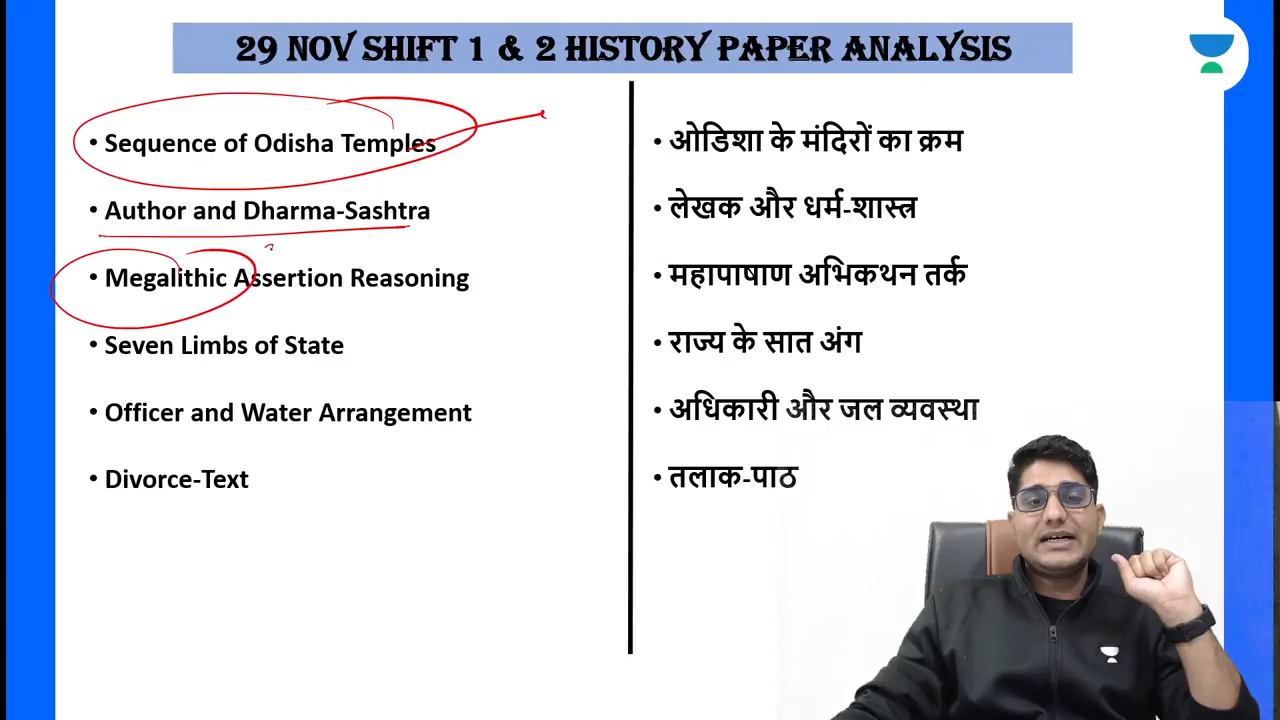 29 NOV SHIFT 1 & 2 HISTORY PAPER ANALYSIS
• Sequence of Odisha Temples
• Author and Dharma-Sashtra
• Megalithic Assertion Reasoning
• Seven Limbs of State
• Officer and Water Arrangement
• Divorce-Text
• ओडिशा के मंदिरों का क्रम
• लेखक और धर्म-शास्त्र
• महापाषाण अभिकथन तर्क
• राज्य के सात अंग
• अधिकारी और जल व्यवस्था
• तलाक-पाठ